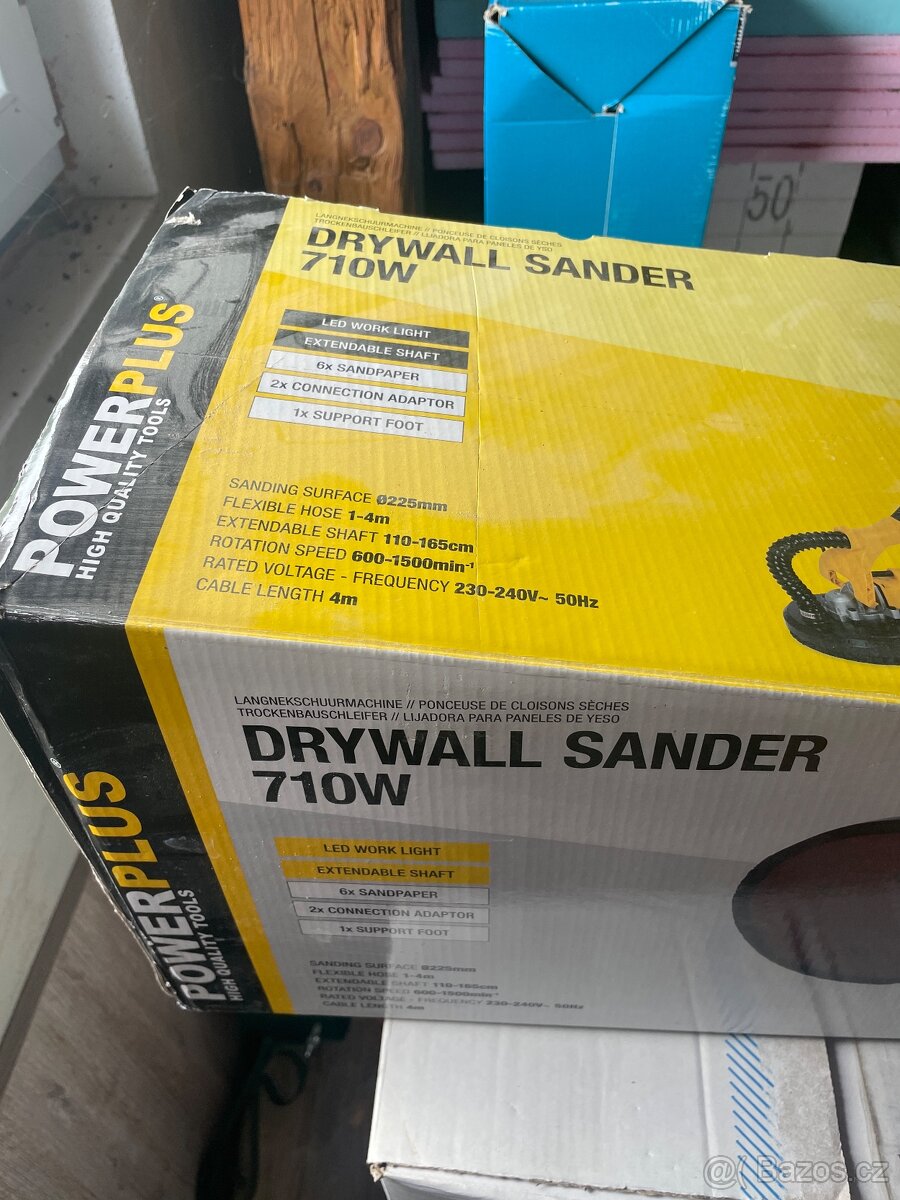 50
LANGNEKSCHUURMACHINE // PONCEUSE DE CLOISONS SÈCHES
TROCKENBAUSCHLEIFER // LIJADORA PARA PANELES DE YESO
DRYWALL SANDER
710W
LED WORK LIGHT
EXTENDABLE SHAFT
6x SANDPAPER
2x CONNECTION ADAPTOR
1x SUPPORT FOOT
SANDING SURFACE Ø225mm
FLEXIBLE HOSE 1-4m
EXTENDABLE SHAFT 110-165cm
ROTATION SPEED 600-1500min⁻¹
RATED VOLTAGE - FREQUENCY 230-240V~ 50Hz
CABLE LENGTH 4m
POWERPLUS®
HIGH QUALITY TOOLS
LANGNEKSCHUURMACHINE // PONCEUSE DE CLOISONS SÈCHES
TROCKENBAUSCHLEIFER // LIJADORA PARA PANELES DE YESO
DRYWALL SANDER
710W
LED WORK LIGHT
EXTENDABLE SHAFT
6x SANDPAPER
2x CONNECTION ADAPTOR
1x SUPPORT FOOT
SANDING SURFACE Ø225mm
FLEXIBLE HOSE 1-4m
EXTENDABLE SHAFT 110-165cm
ROTATION SPEED 600-1500min⁻¹
RATED VOLTAGE - FREQUENCY 230-240V~ 50Hz
CABLE LENGTH 4m
POWERPLUS®
HIGH QUALITY TOOLS
@( Bazos.cz